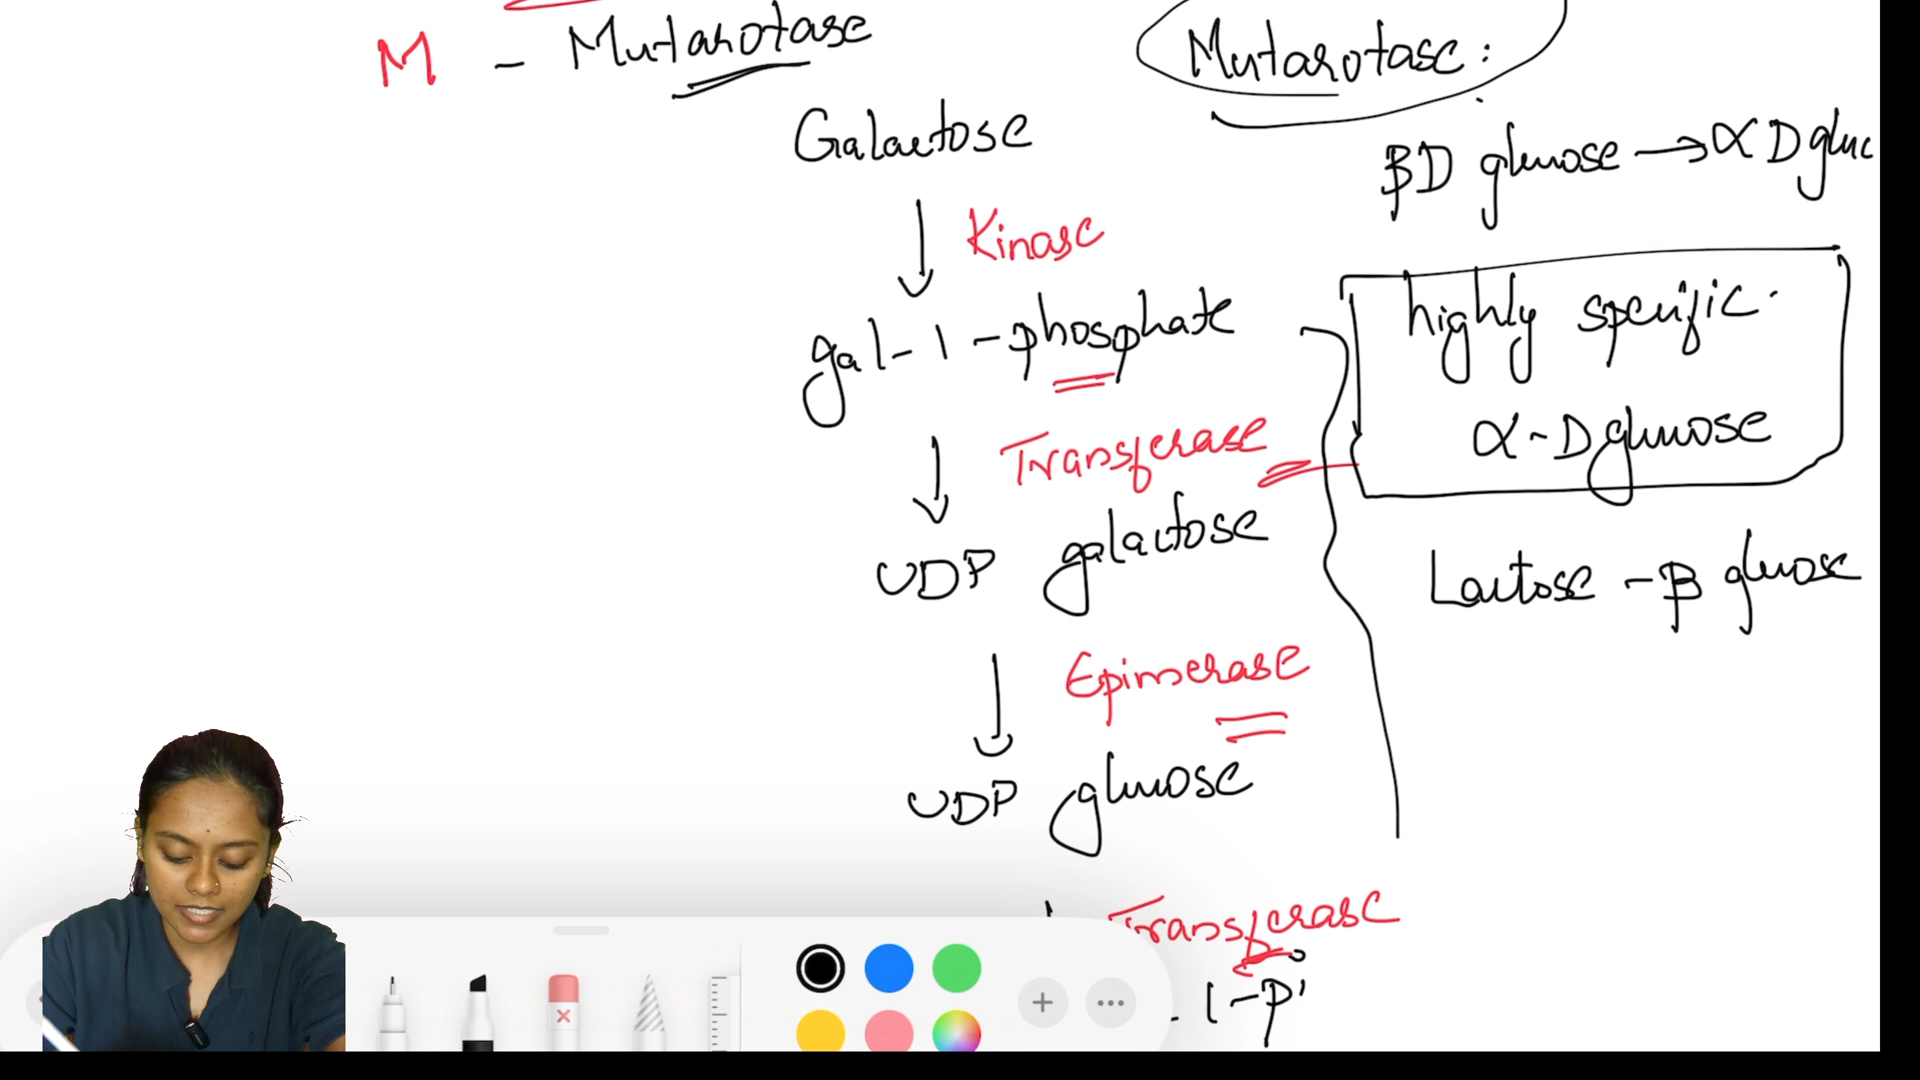 M - Mutarotase
Galactose
Kinase
gal-1-phosphate
Transferase
UDP galactose
Epimerase
UDP glucose
Transferase
1-P
Mutarotase:
βD glucose → α D gluc
highly specific.
α-D glucose
Lactose - β glucose